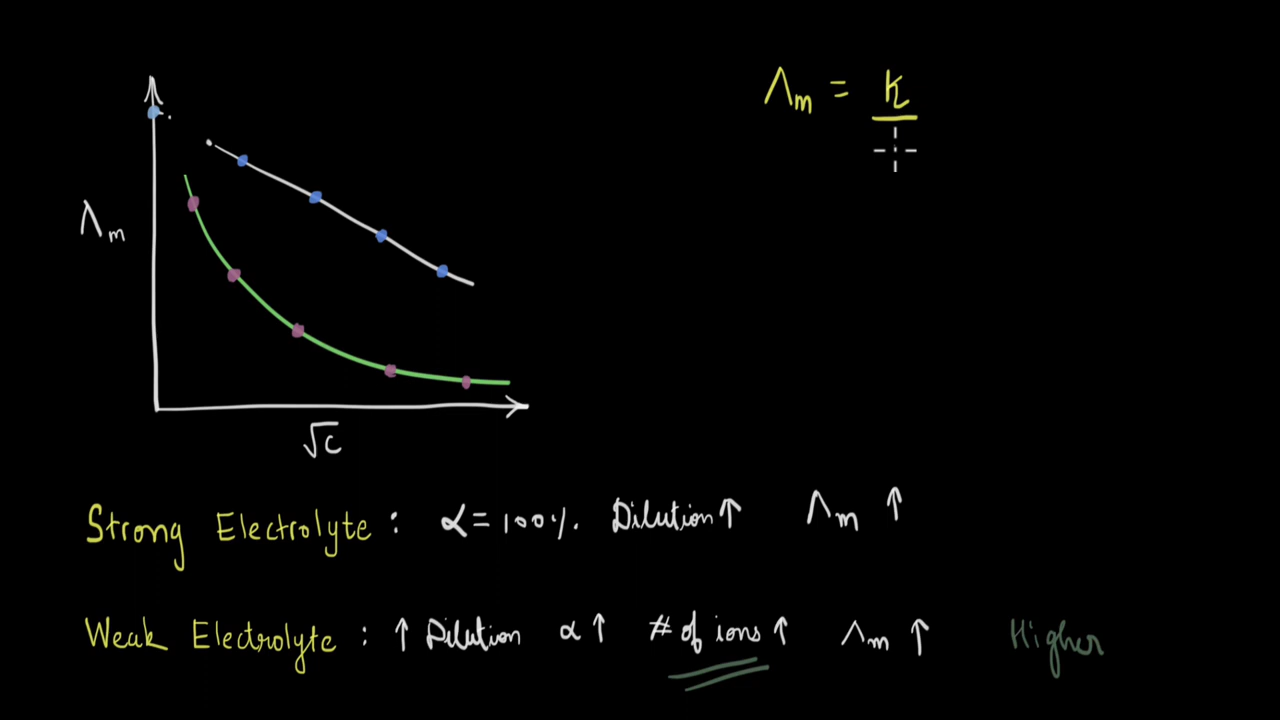 Λm = K
Λm
√c
Strong Electrolyte : α = 100%. Dilution ↑ Λm ↑
Weak Electrolyte : ↑ Dilution α ↑ # of ions ↑ Λm ↑ Higher